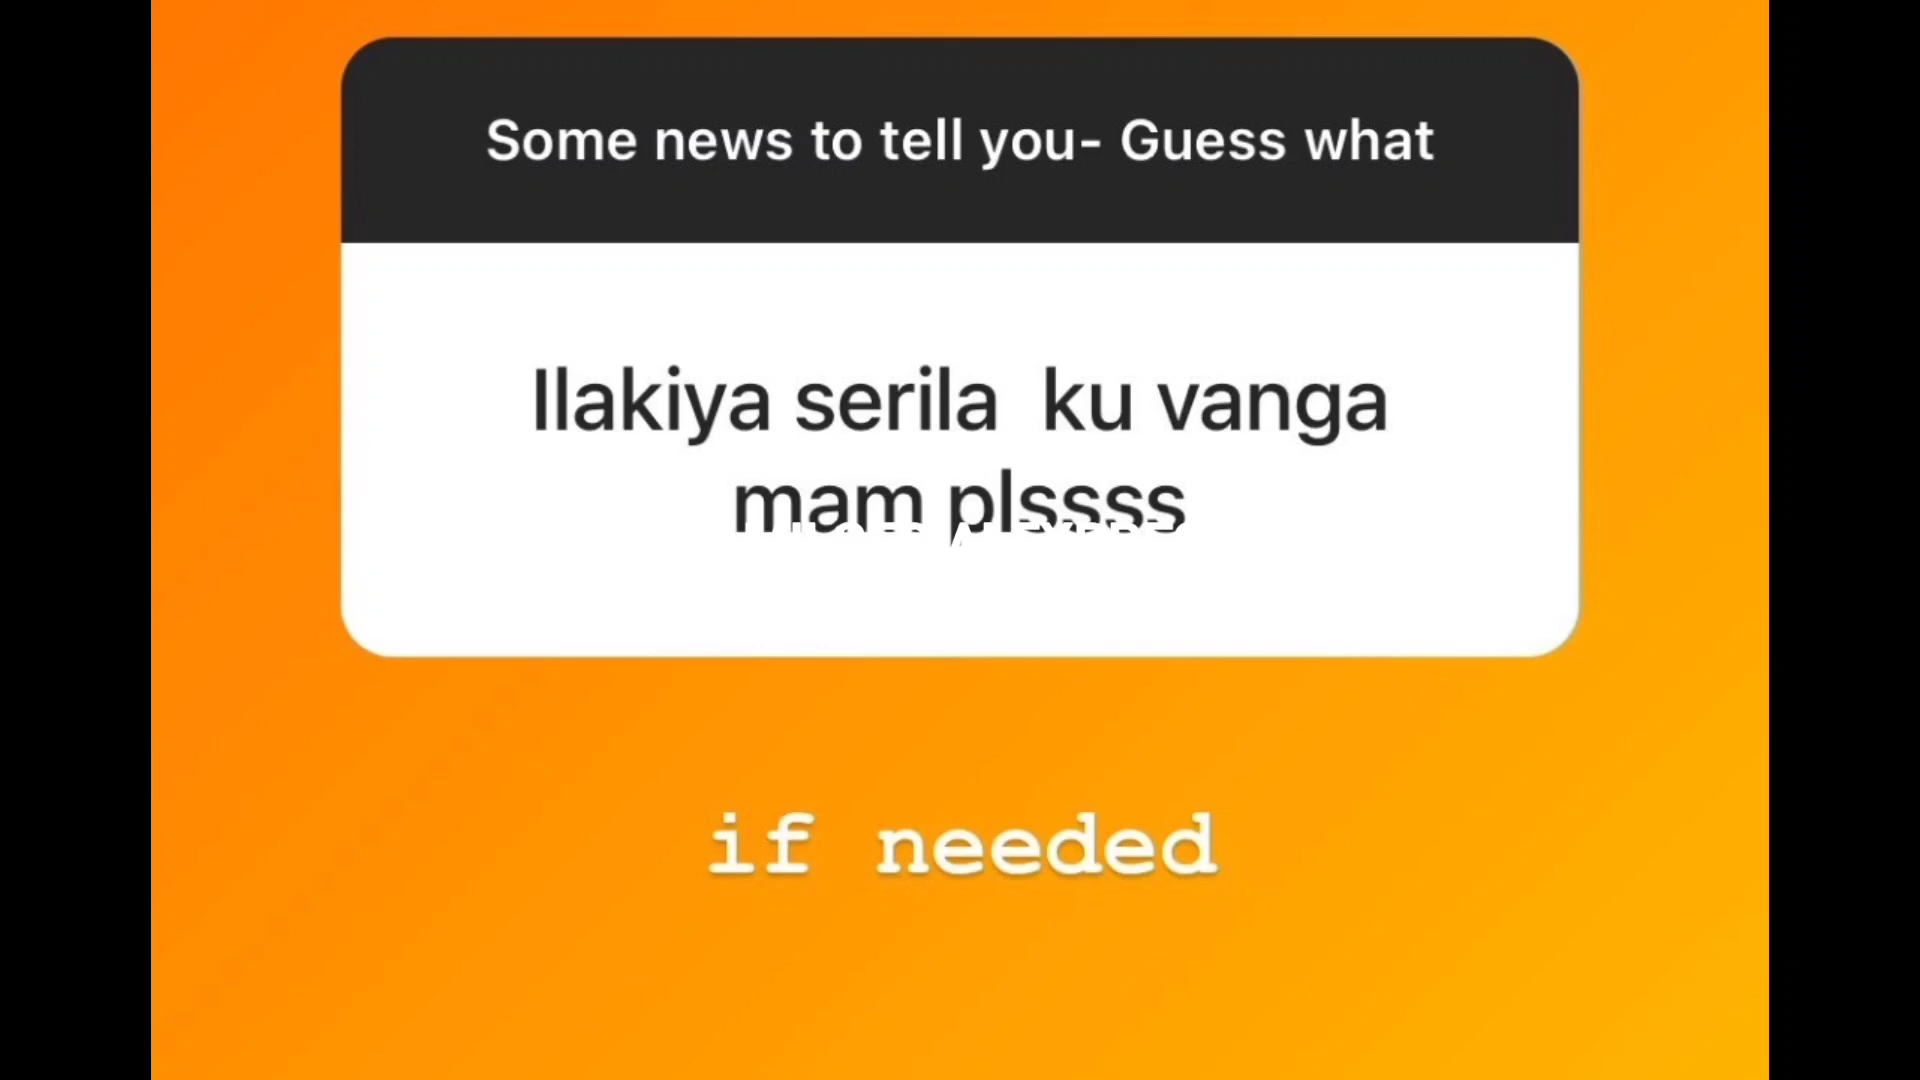 Some news to tell you- Guess what
Ilakiya serila ku vanga
mam plssss
if needed